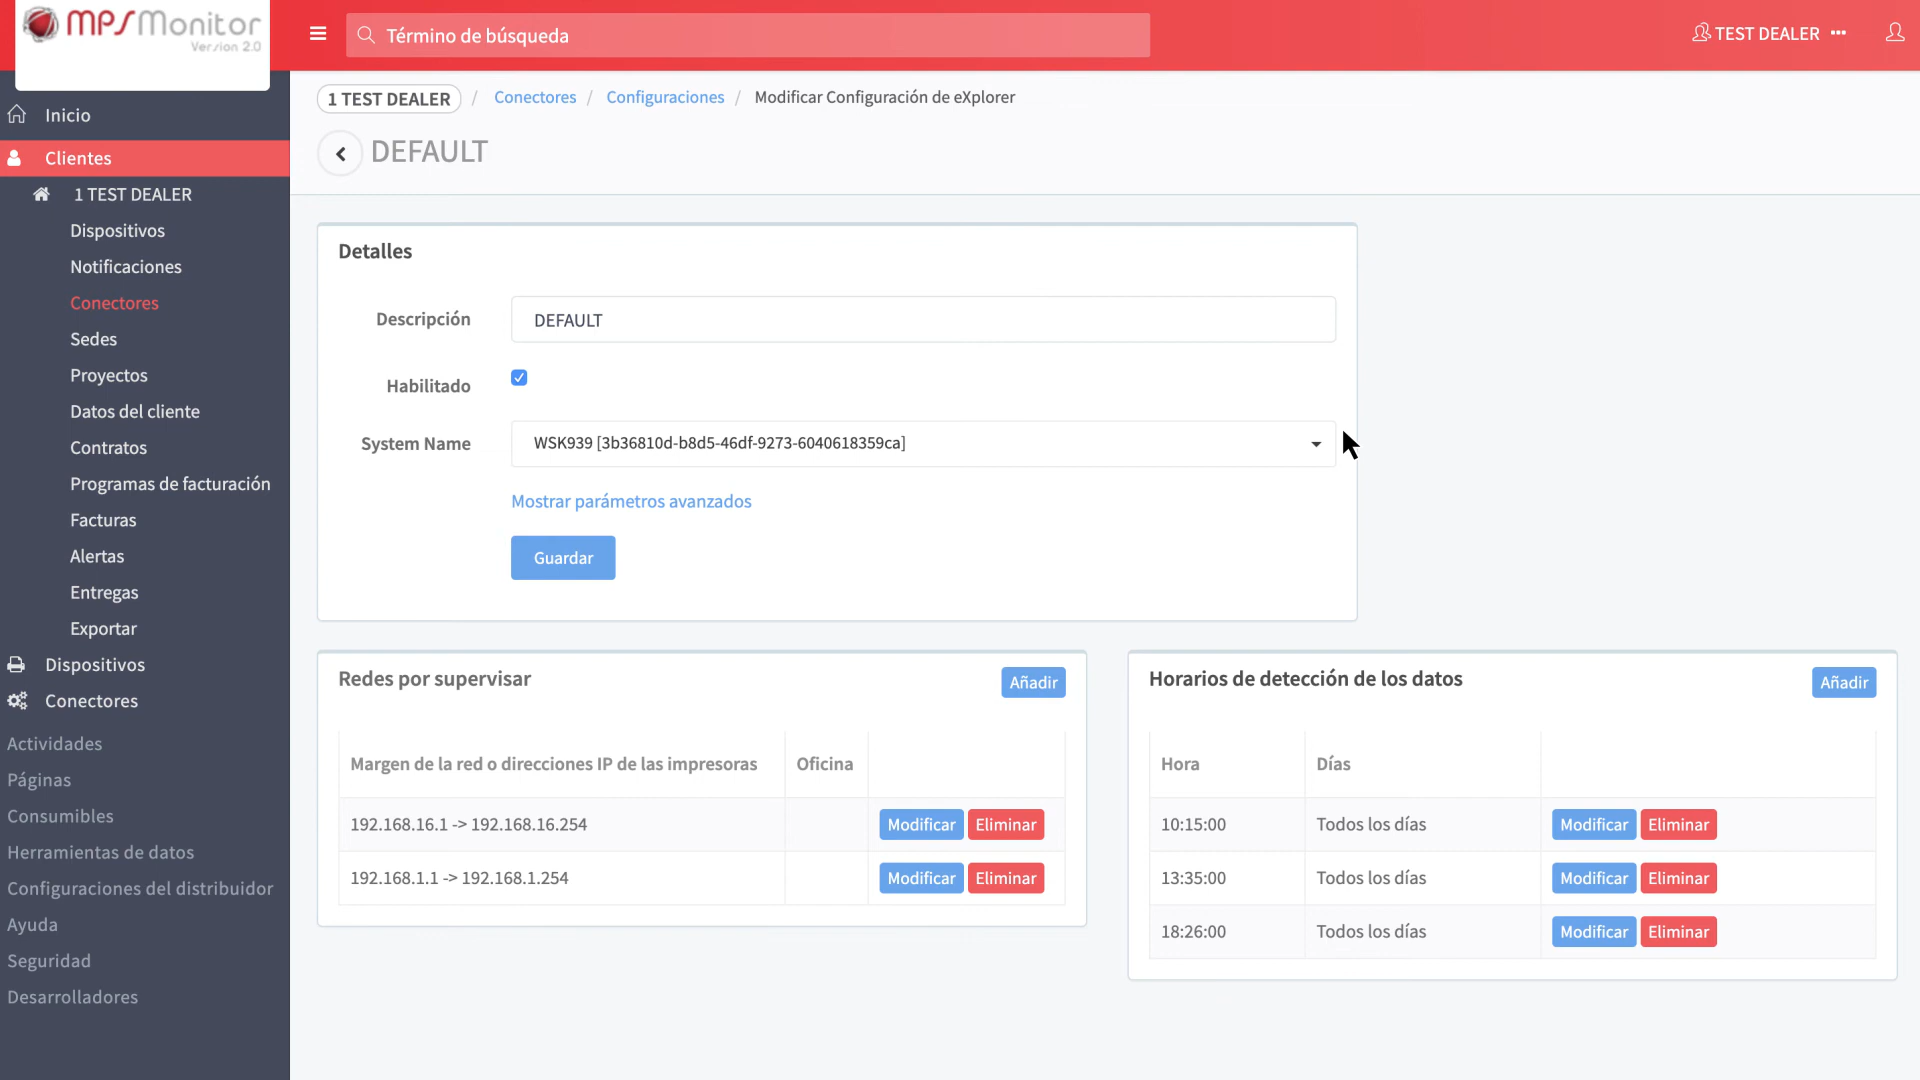 MPSMonitor
Version 2.0
Término de búsqueda
TEST DEALER
Inicio
Clientes
1 TEST DEALER
Dispositivos
Notificaciones
Conectores
Sedes
Proyectos
Datos del cliente
Contratos
Programas de facturación
Facturas
Alertas
Entregas
Exportar
Dispositivos
Conectores
Actividades
Páginas
Consumibles
Herramientas de datos
Configuraciones del distribuidor
Ayuda
Seguridad
Desarrolladores
1 TEST DEALER / Conectores / Configuraciones / Modificar Configuración de eXplorer
DEFAULT
Detalles
Descripción DEFAULT
Habilitado
System Name WSK939 [3b36810d-b8d5-46df-9273-6040618359ca]
Mostrar parámetros avanzados
Guardar
Redes por supervisar Añadir
Margen de la red o direcciones IP de las impresoras Oficina
192.168.16.1 -> 192.168.16.254 Modificar Eliminar
192.168.1.1 -> 192.168.1.254 Modificar Eliminar
Horarios de detección de los datos Añadir
Hora Días
10:15:00 Todos los días Modificar Eliminar
13:35:00 Todos los días Modificar Eliminar
18:26:00 Todos los días Modificar Eliminar